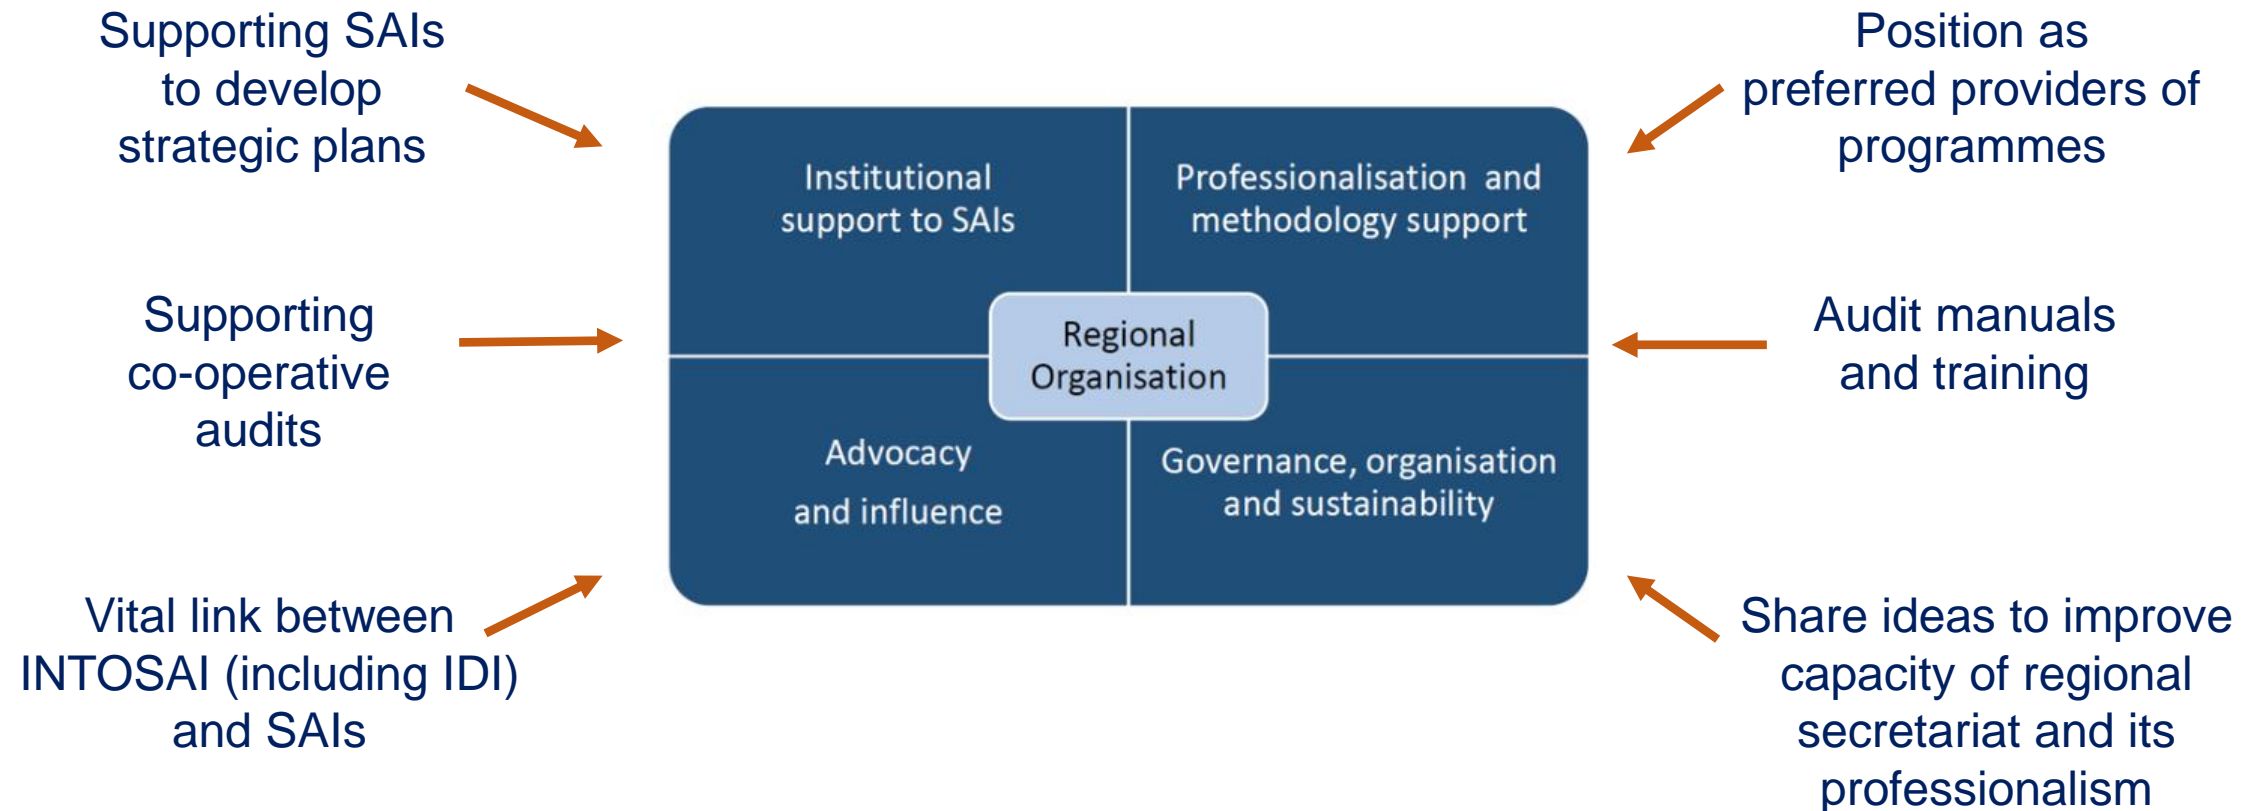 Supporting SAIs
to develop
strategic plans
Supporting
co-operative
audits
Vital link between
INTOSAI (including IDI)
and SAIs
Institutional
support to SAIs
Professionalisation and
methodology support
Regional
Organisation
Advocacy
and influence
Governance, organisation
and sustainability
Position as
preferred providers of
programmes
Audit manuals
and training
Share ideas to improve
capacity of regional
secretariat and its
professionalism